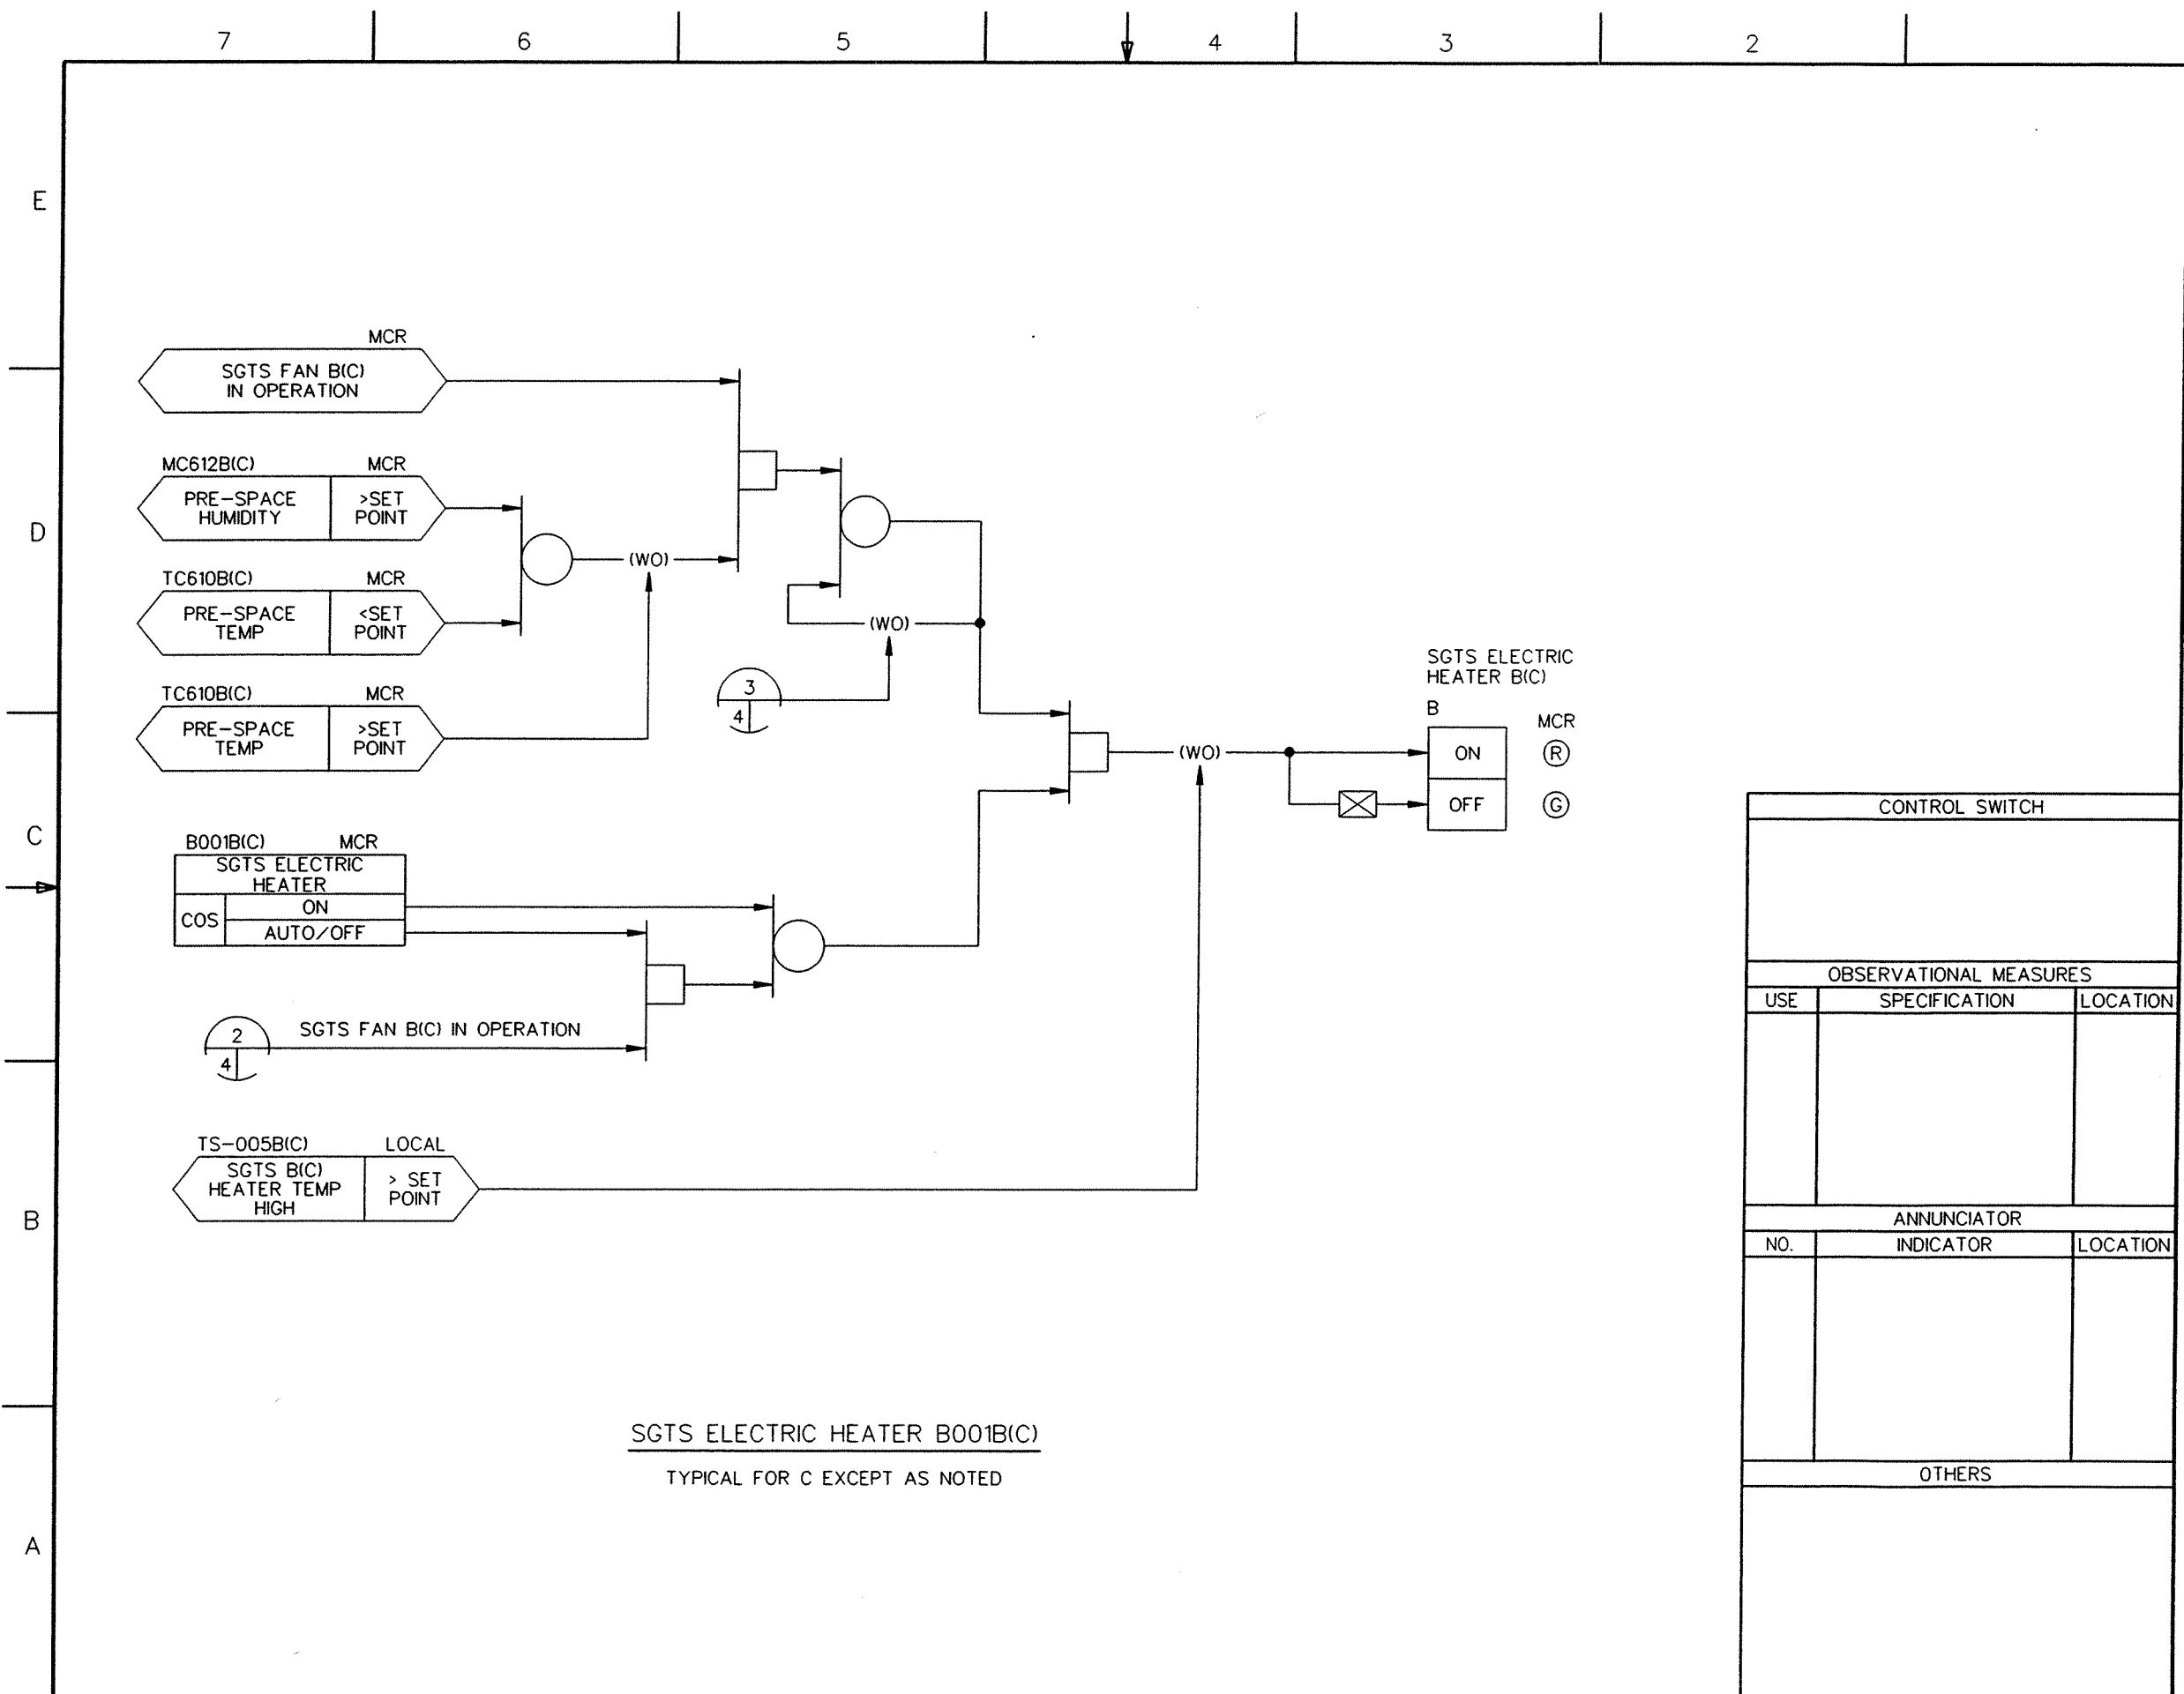 7 6 5 4 3 2
E
D
C
B
A
MCR
SGTS FAN B(C)
IN OPERATION
MC612B(C) MCR
PRE-SPACE
HUMIDITY
>SET
POINT
TC610B(C) MCR
PRE-SPACE
TEMP
<SET
POINT
TC610B(C) MCR
PRE-SPACE
TEMP
>SET
POINT
(WO)
(WO)
3
4
(WO)
SGTS ELECTRIC
HEATER B(C)
B
MCR
ON R
OFF G
B001B(C) MCR
SGTS ELECTRIC
HEATER
COS
ON
AUTO/OFF
2
4
SGTS FAN B(C) IN OPERATION
TS-005B(C) LOCAL
SGTS B(C)
HEATER TEMP
HIGH
> SET
POINT
CONTROL SWITCH
OBSERVATIONAL MEASURES
USE SPECIFICATION LOCATION
ANNUNCIATOR
NO. INDICATOR LOCATION
OTHERS
SGTS ELECTRIC HEATER B001B(C)
TYPICAL FOR C EXCEPT AS NOTED